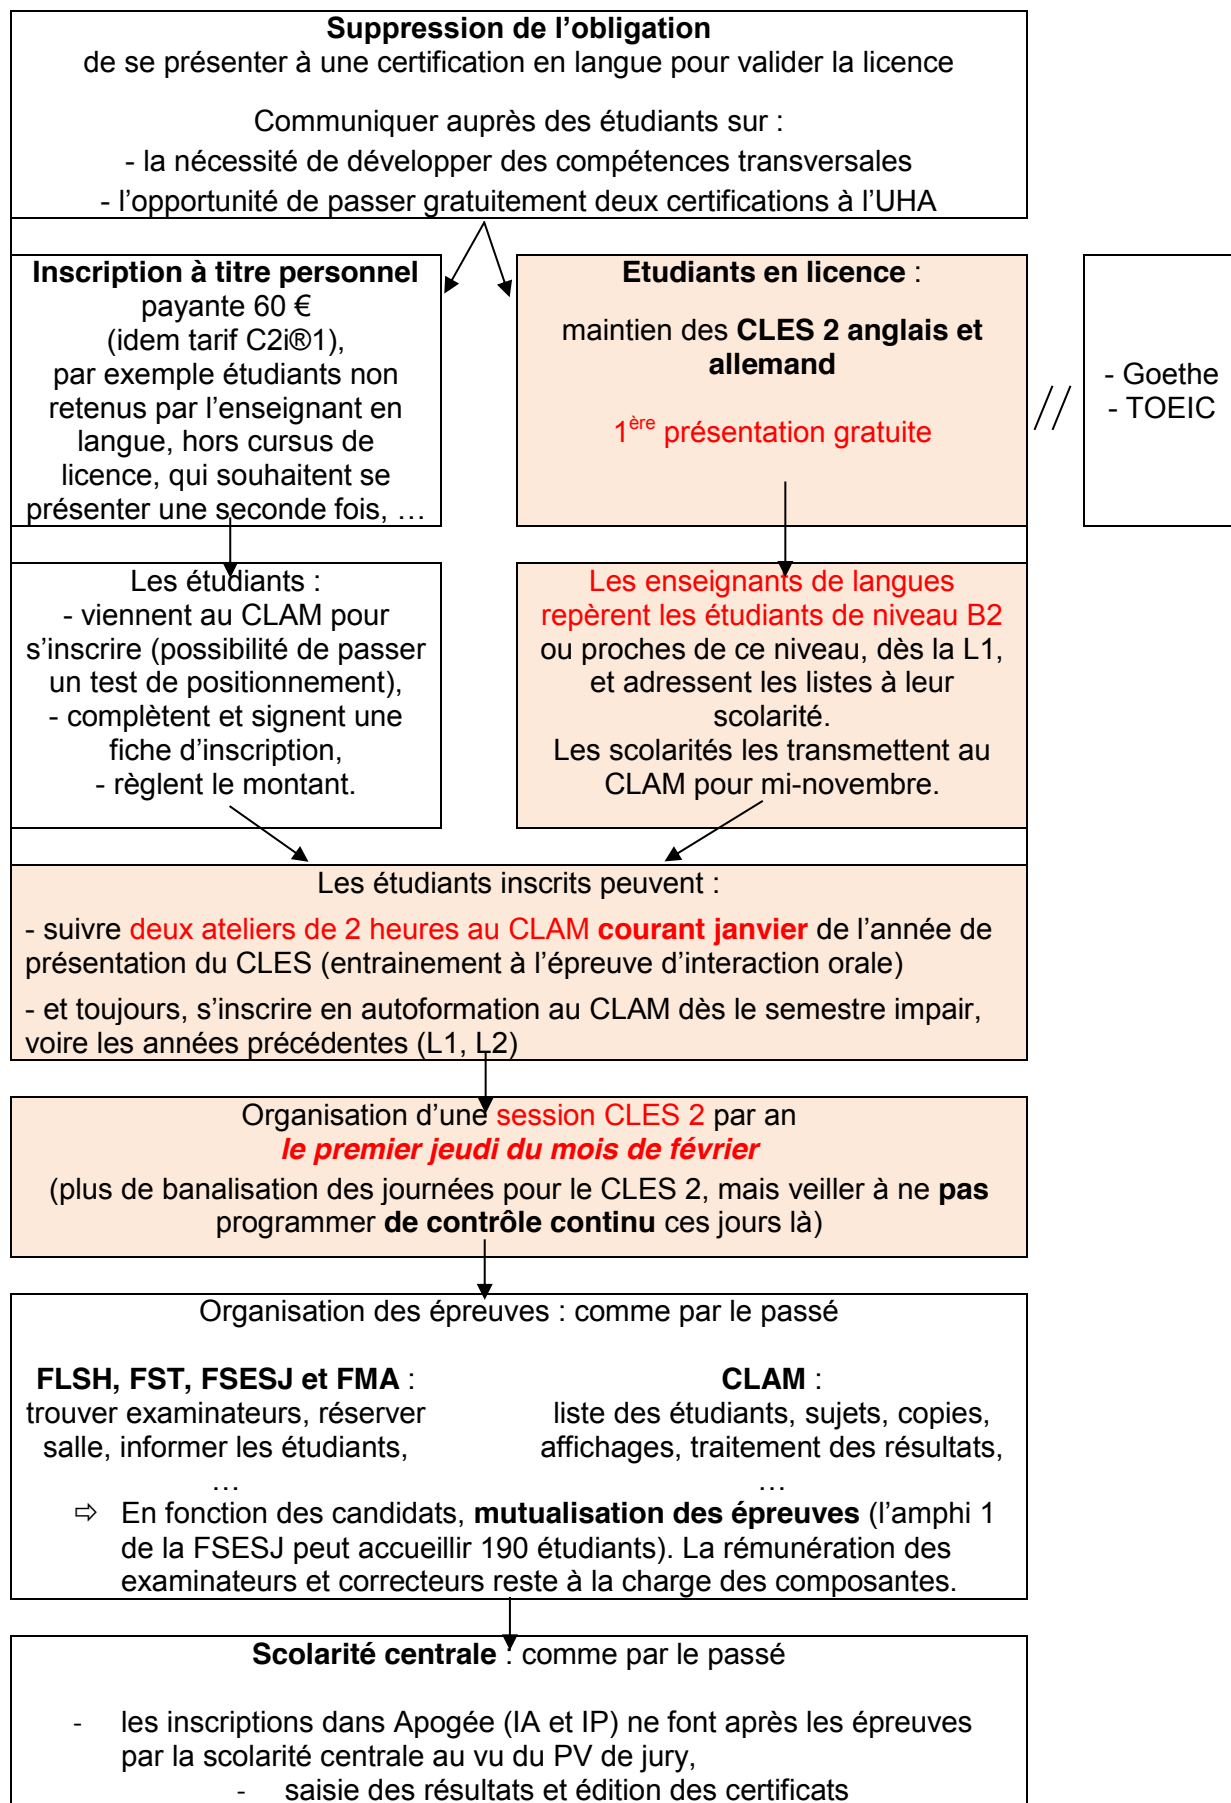 Suppression de l’obligation
de se présenter à une certification en langue pour valider la licence
Communiquer auprès des étudiants sur :
- la nécessité de développer des compétences transversales
- l’opportunité de passer gratuitement deux certifications à l’UHA
Inscription à titre personnel
payante 60 €
(idem tarif C2i®1),
par exemple étudiants non
retenus par l’enseignant en
langue, hors cursus de
licence, qui souhaitent se
présenter une seconde fois, …
Etudiants en licence :
maintien des CLES 2 anglais et
allemand
1ère présentation gratuite
//
- Goethe
- TOEIC
Les étudiants :
- viennent au CLAM pour
s’inscrire (possibilité de passer
un test de positionnement),
- complètent et signent une
fiche d’inscription,
- règlent le montant.
Les enseignants de langues
repèrent les étudiants de niveau B2
ou proches de ce niveau, dès la L1,
et adressent les listes à leur
scolarité.
Les scolarités les transmettent au
CLAM pour mi-novembre.
Les étudiants inscrits peuvent :
- suivre deux ateliers de 2 heures au CLAM courant janvier de l’année de
présentation du CLES (entrainement à l’épreuve d’interaction orale)
- et toujours, s’inscrire en autoformation au CLAM dès le semestre impair,
voire les années précédentes (L1, L2)
Organisation d’une session CLES 2 par an
le premier jeudi du mois de février
(plus de banalisation des journées pour le CLES 2, mais veiller à ne pas
programmer de contrôle continu ces jours là)
Organisation des épreuves : comme par le passé
FLSH, FST, FSESJ et FMA :
trouver examinateurs, réserver
salle, informer les étudiants,
…
CLAM :
liste des étudiants, sujets, copies,
affichages, traitement des résultats,
…
⇨ En fonction des candidats, mutualisation des épreuves (l’amphi 1
de la FSESJ peut accueillir 190 étudiants). La rémunération des
examinateurs et correcteurs reste à la charge des composantes.
Scolarité centrale : comme par le passé
- les inscriptions dans Apogée (IA et IP) ne font après les épreuves
par la scolarité centrale au vu du PV de jury,
- saisie des résultats et édition des certificats